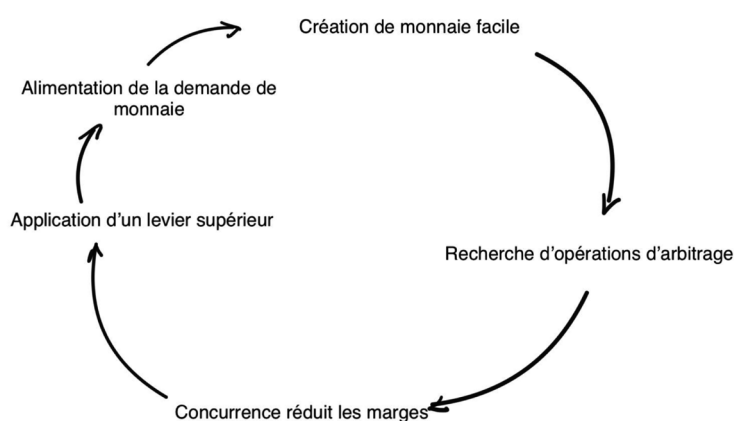 Création de monnaie facile
Alimentation de la demande de
monnaie
Application d'un levier supérieur
Recherche d'opérations d'arbitrage
Concurrence réduit les marges